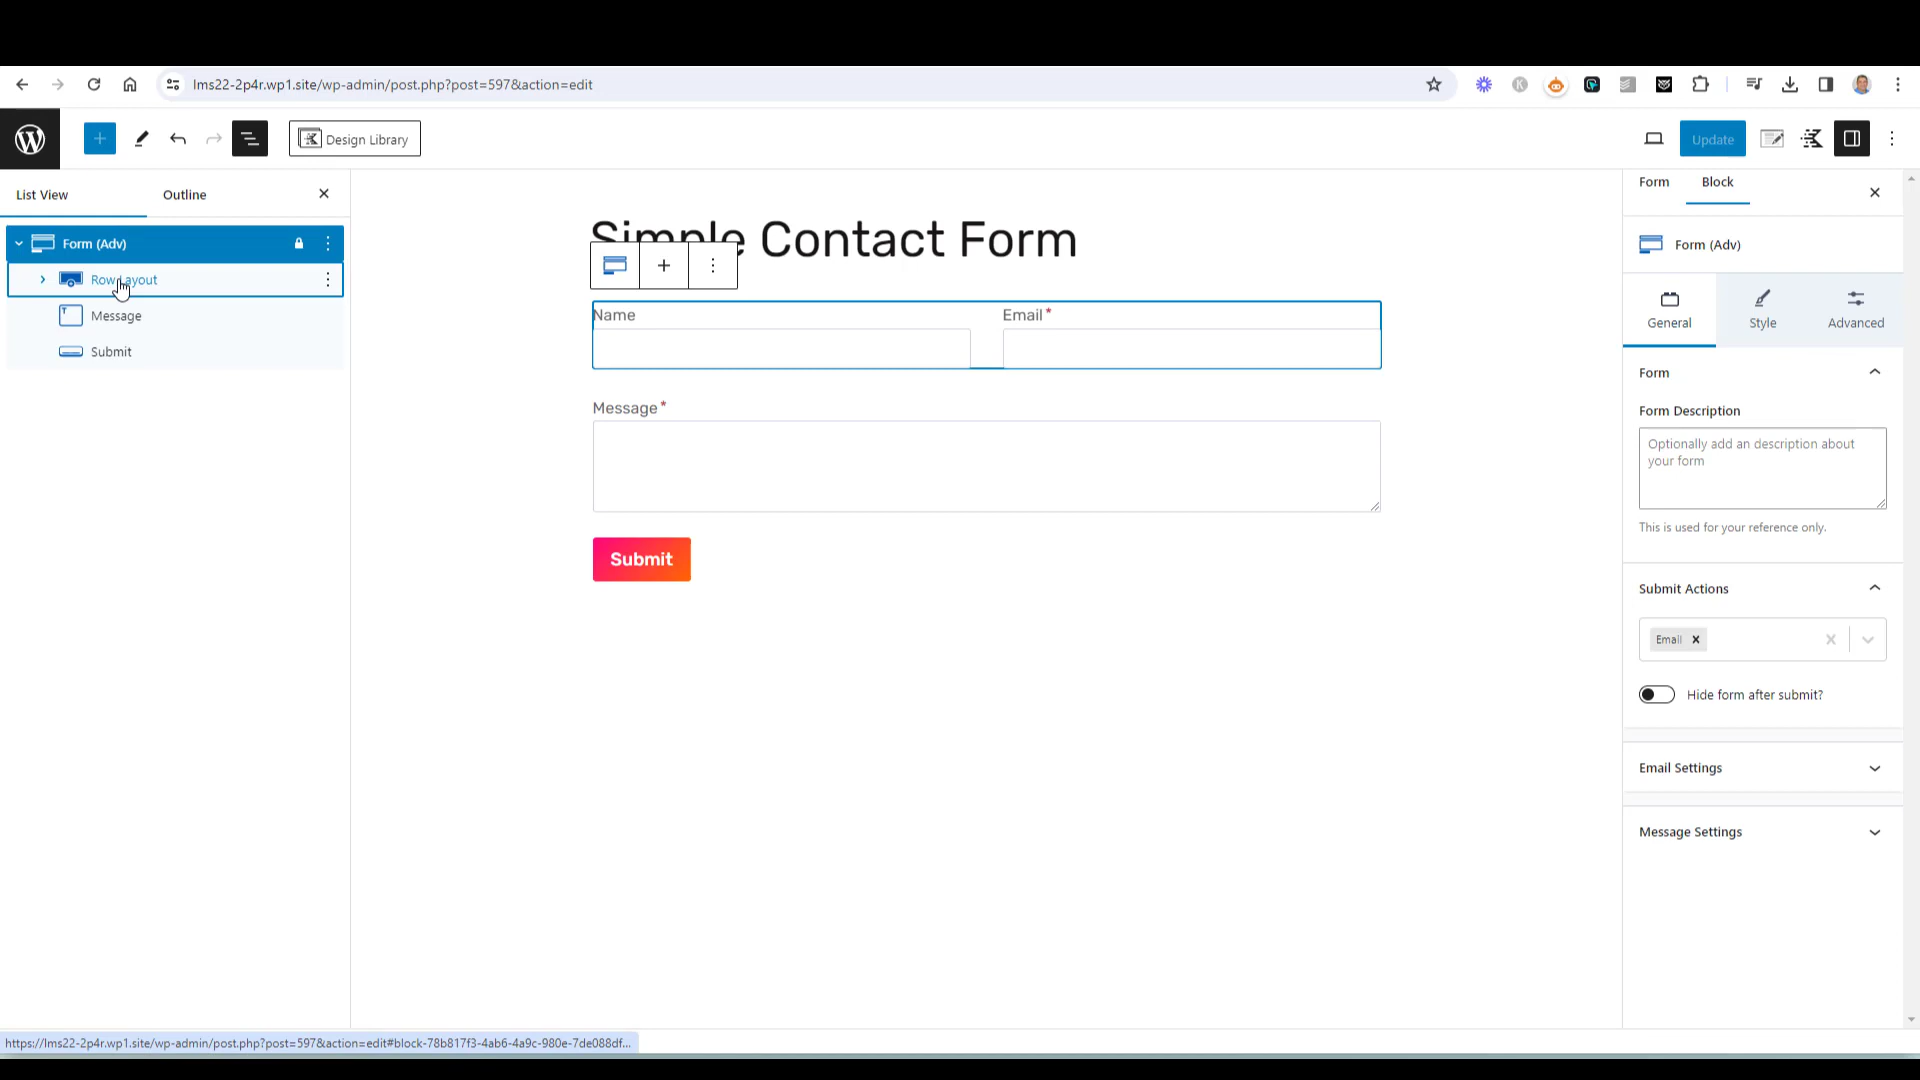 lms22-2p4r.wp1.site/wp-admin/post.php?post=597&action=edit
Design Library
Update
List View
Outline
Form (Adv)
Row Layout
Message
Submit
Simple Contact Form
Name
Email*
Message*
Submit
Form
Block
Form (Adv)
General
Style
Advanced
Form
Form Description
Optionally add an description about
your form
This is used for your reference only.
Submit Actions
Email
Hide form after submit?
Email Settings
Message Settings
https://lms22-2p4r.wp1.site/wp-admin/post.php?post=597&action=edit#block-78b817f3-4ab6-4a9c-980e-7de088df...